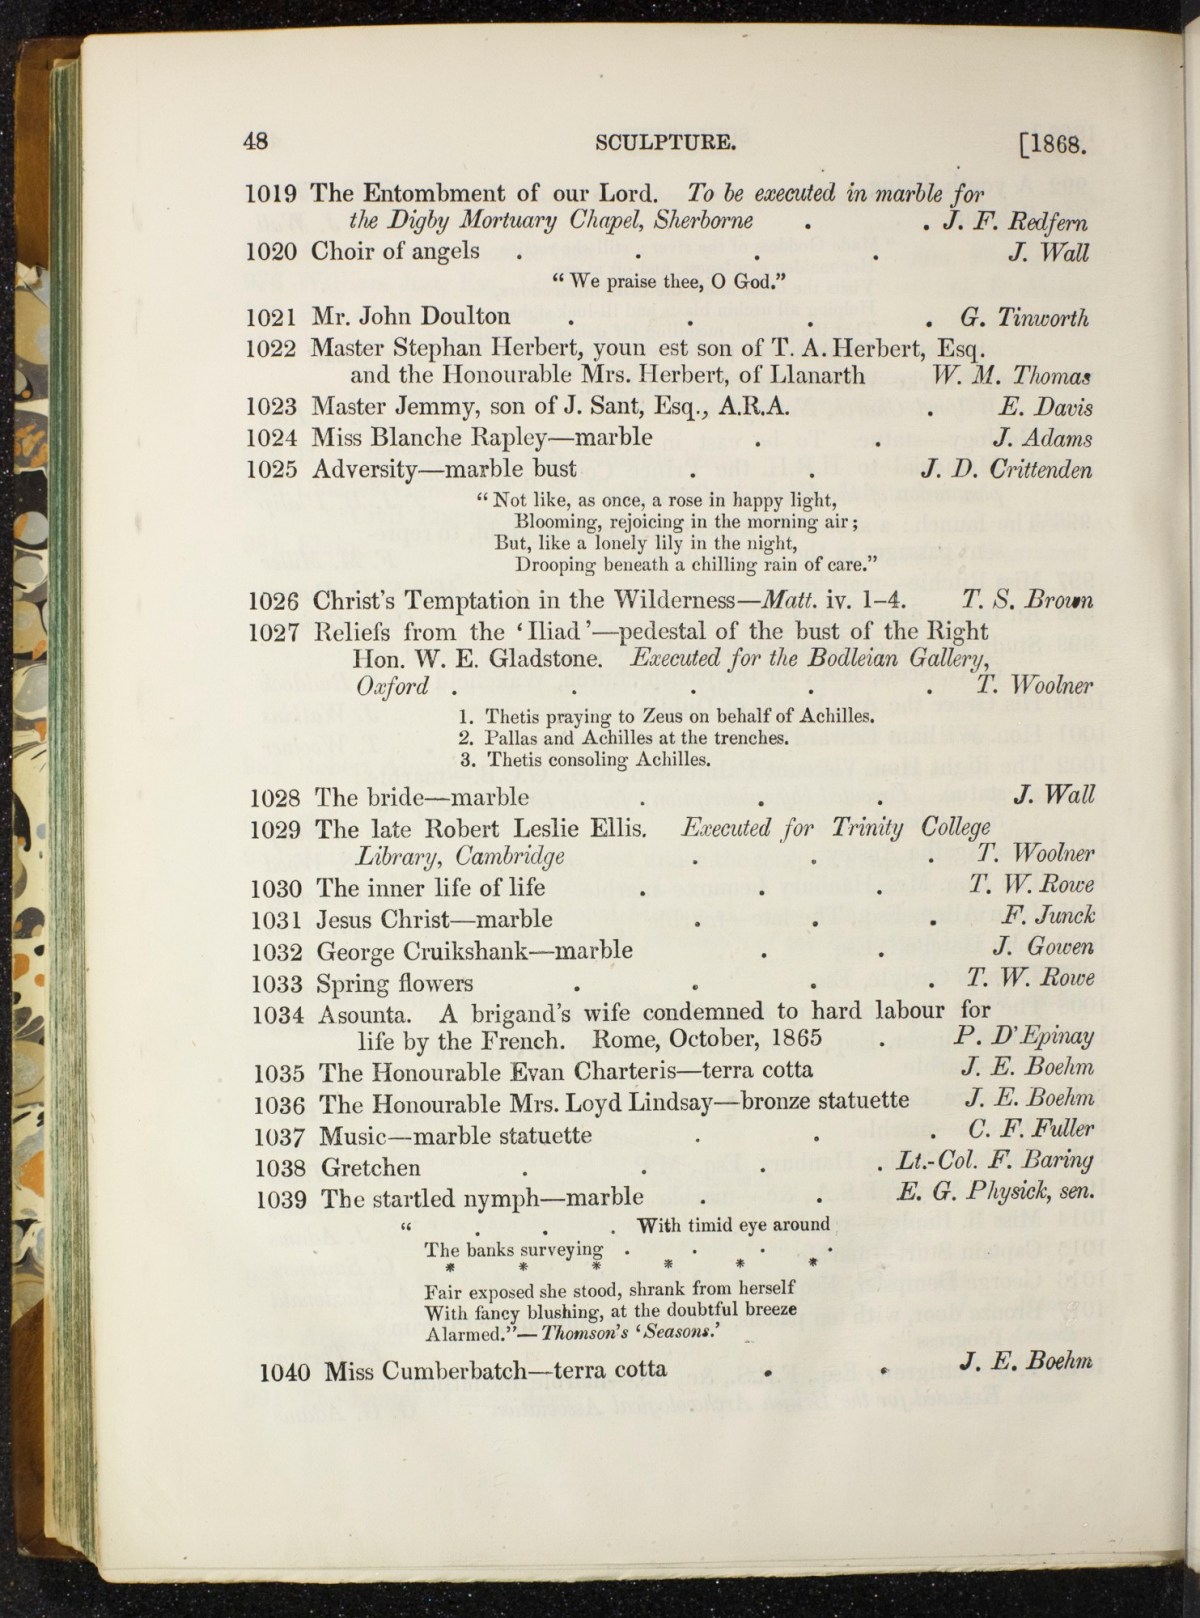 48 SCULPTURE. [1868.
1019 The Entombment of our Lord. To be executed in marble for
the Digby Mortuary Chapel, Sherborne . . J. F. Redfern
1020 Choir of angels . . . . J. Wall
“ We praise thee, O God.”
1021 Mr. John Doulton . . . . G. Tinworth
1022 Master Stephan Herbert, youn est son of T. A. Herbert, Esq.
and the Honourable Mrs. Herbert, of Llanarth W. M. Thomas
1023 Master Jemmy, son of J. Sant, Esq., A.R.A. . E. Davis
1024 Miss Blanche Rapley—marble . . J. Adams
1025 Adversity—marble bust . . J. D. Crittenden
“ Not like, as once, a rose in happy light,
Blooming, rejoicing in the morning air ;
But, like a lonely lily in the night,
Drooping beneath a chilling rain of care.”
1026 Christ’s Temptation in the Wilderness—Matt. iv. 1–4. T. S. Brown
1027 Reliefs from the ‘Iliad’—pedestal of the bust of the Right
Hon. W. E. Gladstone. Executed for the Bodleian Gallery,
Oxford . . . . . T. Woolner
1. Thetis praying to Zeus on behalf of Achilles.
2. Pallas and Achilles at the trenches.
3. Thetis consoling Achilles.
1028 The bride—marble . . . J. Wall
1029 The late Robert Leslie Ellis. Executed for Trinity College
Library, Cambridge . . . T. Woolner
1030 The inner life of life . . . T. W. Rowe
1031 Jesus Christ—marble . . . F. Junck
1032 George Cruikshank—marble . . J. Gowen
1033 Spring flowers . . . . T. W. Rowe
1034 Asounta. A brigand’s wife condemned to hard labour for
life by the French. Rome, October, 1865 . P. D’Epinay
1035 The Honourable Evan Charteris—terra cotta J. E. Boehm
1036 The Honourable Mrs. Loyd Lindsay—bronze statuette J. E. Boehm
1037 Music—marble statuette . . . C. F. Fuller
1038 Gretchen . . . . Lt.-Col. F. Baring
1039 The startled nymph—marble . . E. G. Physick, sen.
“ . . . With timid eye around
The banks surveying . . . .
* * * * * *
Fair exposed she stood, shrank from herself
With fancy blushing, at the doubtful breeze
Alarmed.”—Thomson’s ‘Seasons.’
1040 Miss Cumberbatch—terra cotta . . J. E. Boehm